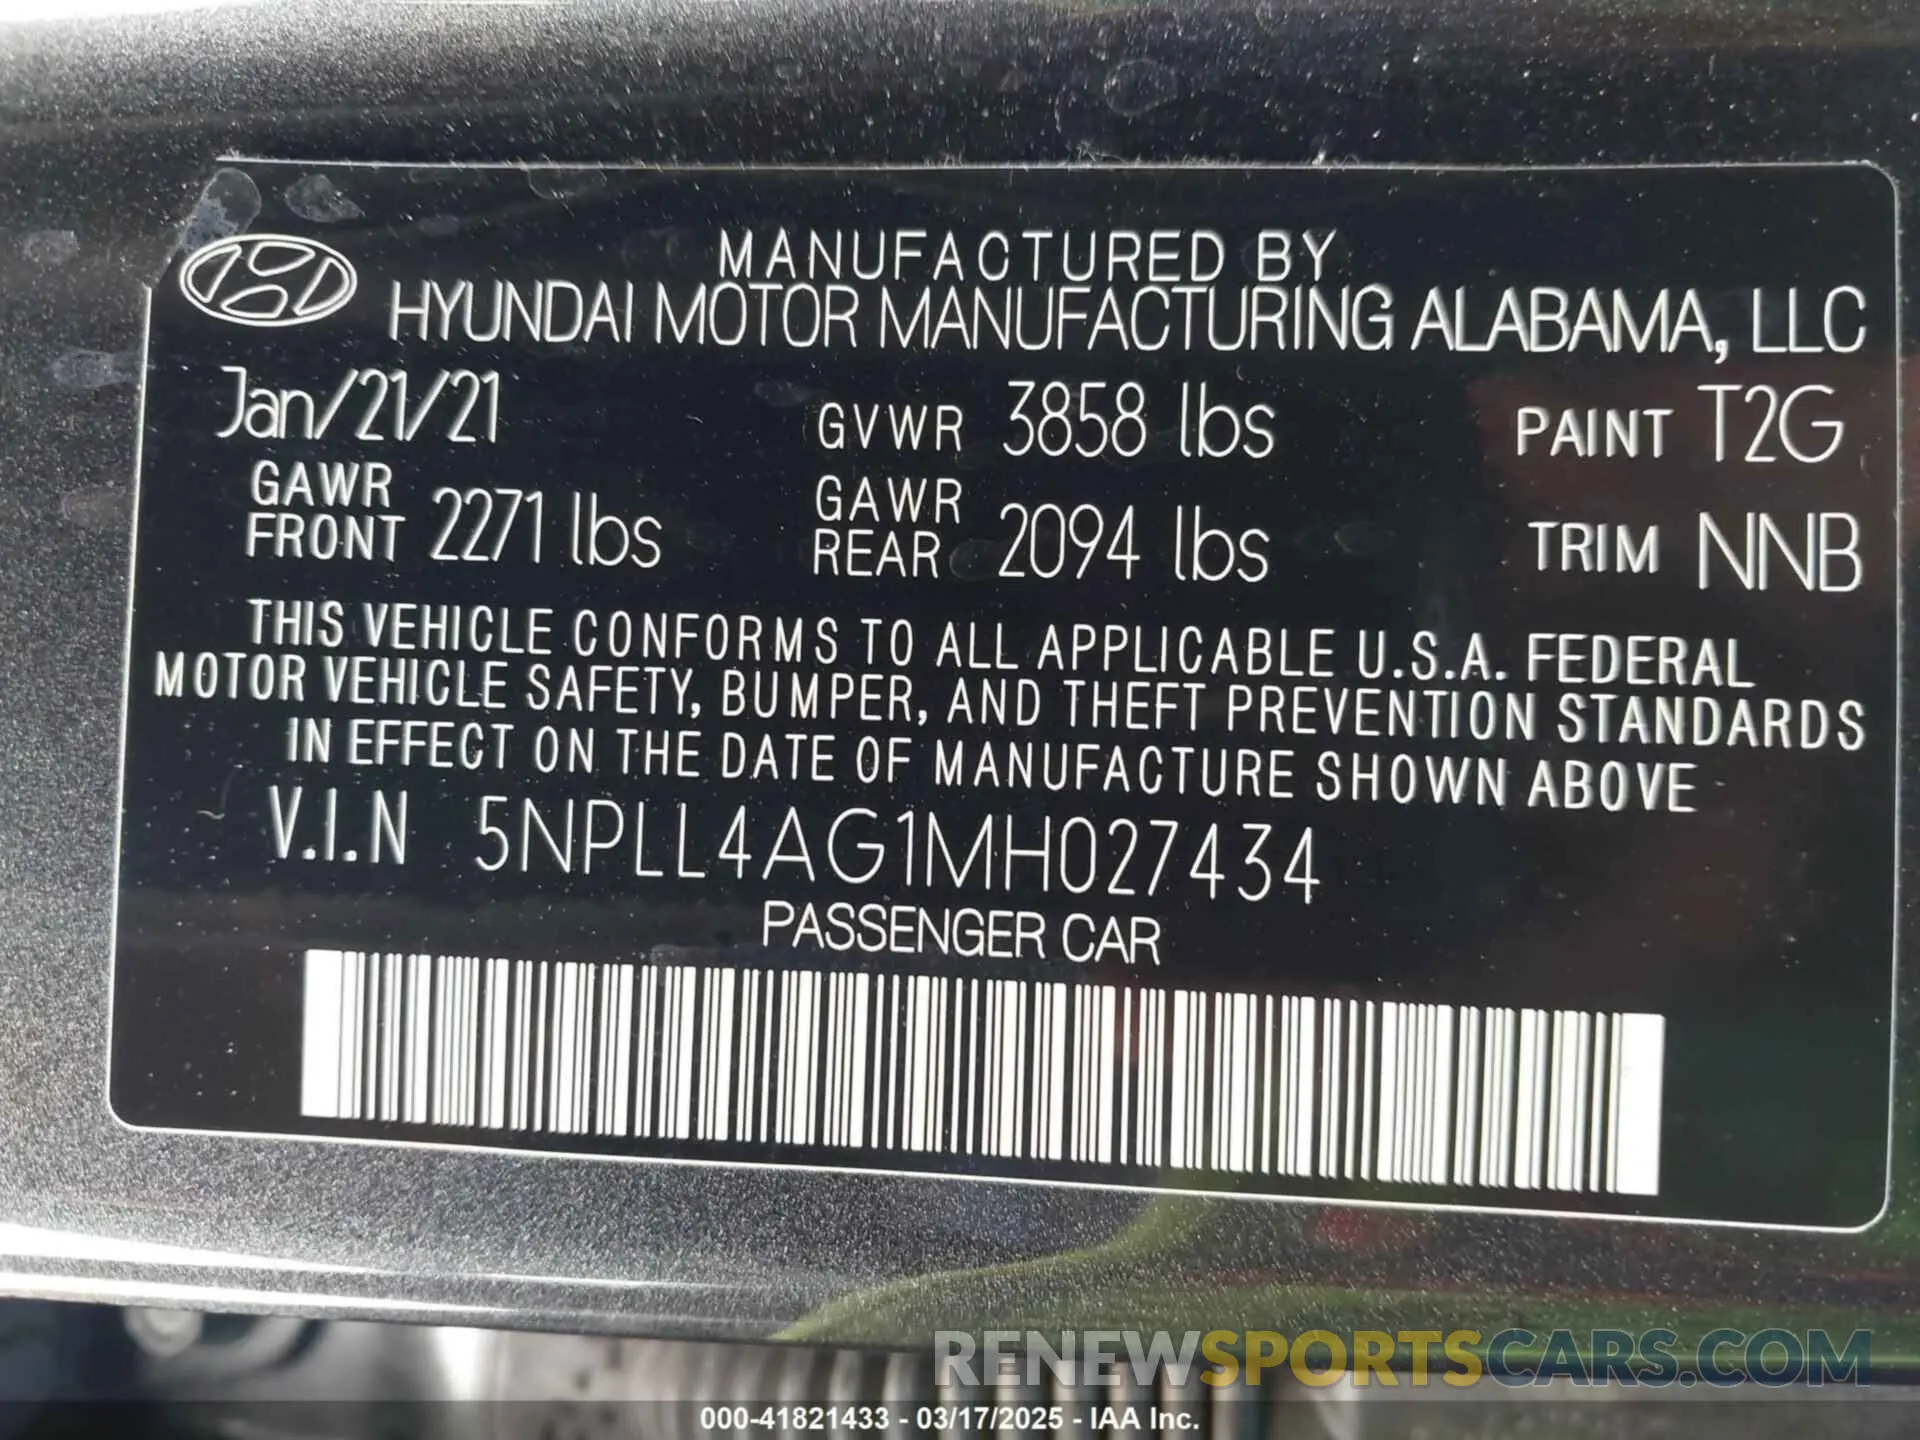 MANUFACTURED BY
HYUNDAI MOTOR MANUFACTURING ALABAMA, LLC
Jan/21/21 GVWR 3858 lbs PAINT T2G
GAWR FRONT 2271 lbs GAWR REAR 2094 lbs TRIM NNB
THIS VEHICLE CONFORMS TO ALL APPLICABLE U.S.A. FEDERAL
MOTOR VEHICLE SAFETY, BUMPER, AND THEFT PREVENTION STANDARDS
IN EFFECT ON THE DATE OF MANUFACTURE SHOWN ABOVE
V.I.N 5NPLL4AG1MH027434
PASSENGER CAR
RENEWSPORTSCARS.COM
000-41821433 - 03/17/2025 - IAA Inc.